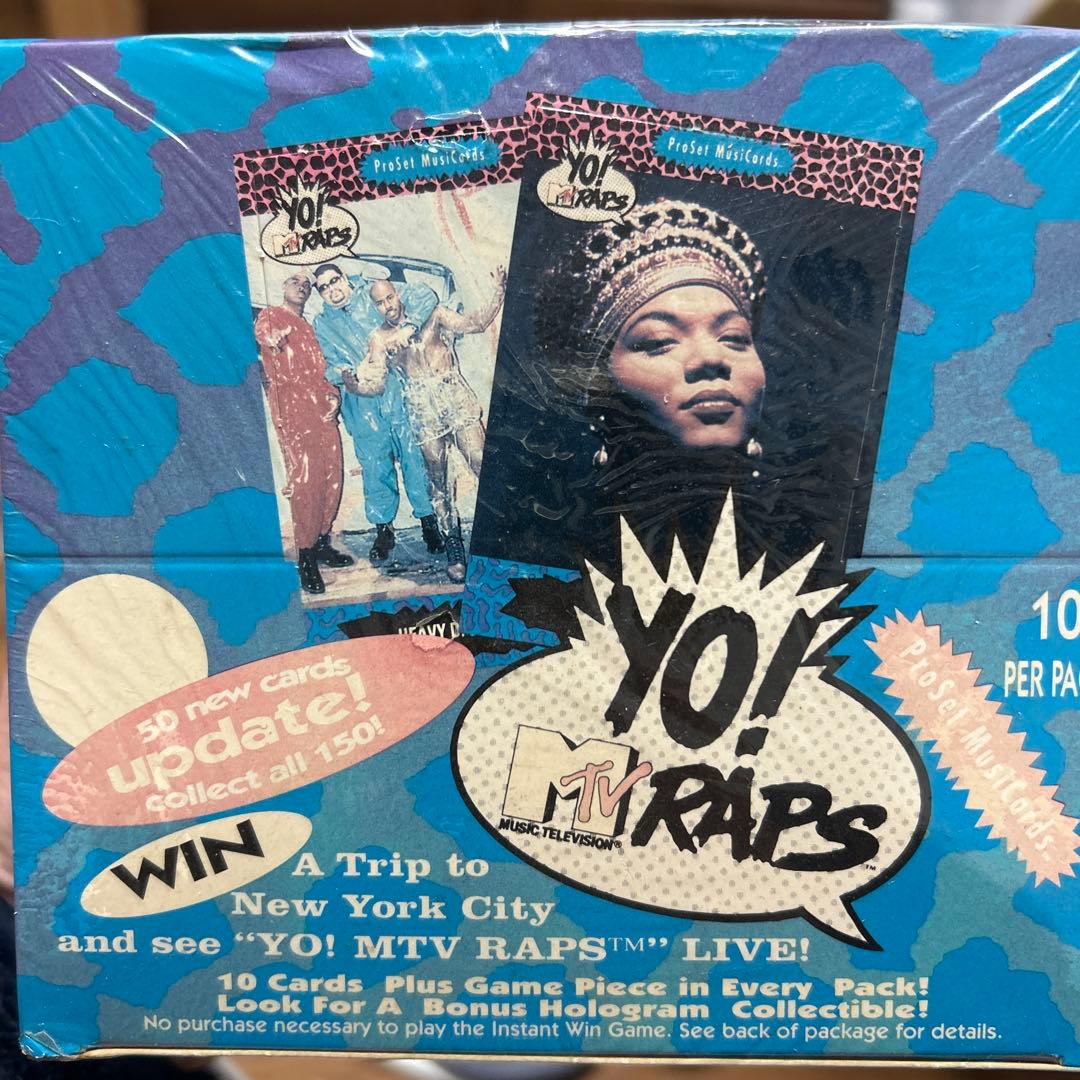 ProSet MusiCards
YO!
MTV RAPS
ProSet MusiCards
YO!
MTV RAPS
HEAVY D
YO!
MTV RAPS
MUSIC TELEVISION®
TM
10
PER PA
ProSet MusiCards
50 new cards
update!
collect all 150!
WIN
A Trip to
New York City
and see “YO! MTV RAPS™” LIVE!
10 Cards Plus Game Piece in Every Pack!
Look For A Bonus Hologram Collectible!
No purchase necessary to play the Instant Win Game. See back of package for details.